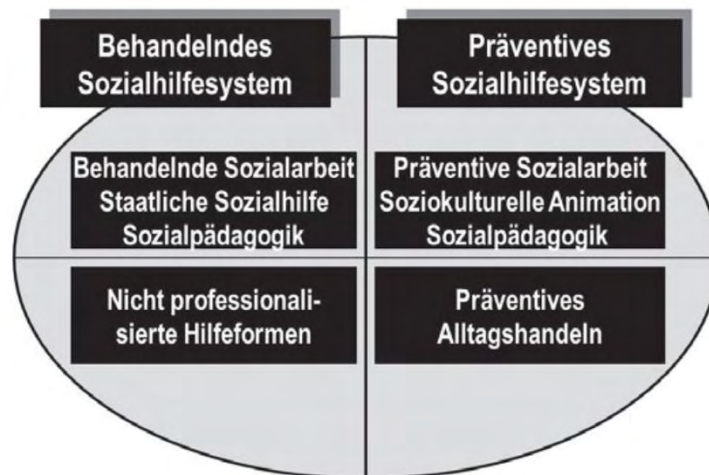 Behandelndes
Sozialhilfesystem
Präventives
Sozialhilfesystem
Behandelnde Sozialarbeit
Staatliche Sozialhilfe
Sozialpädagogik
Präventive Sozialarbeit
Soziokulturelle Animation
Sozialpädagogik
Nicht professionali-
sierte Hilfeformen
Präventives
Alltagshandeln